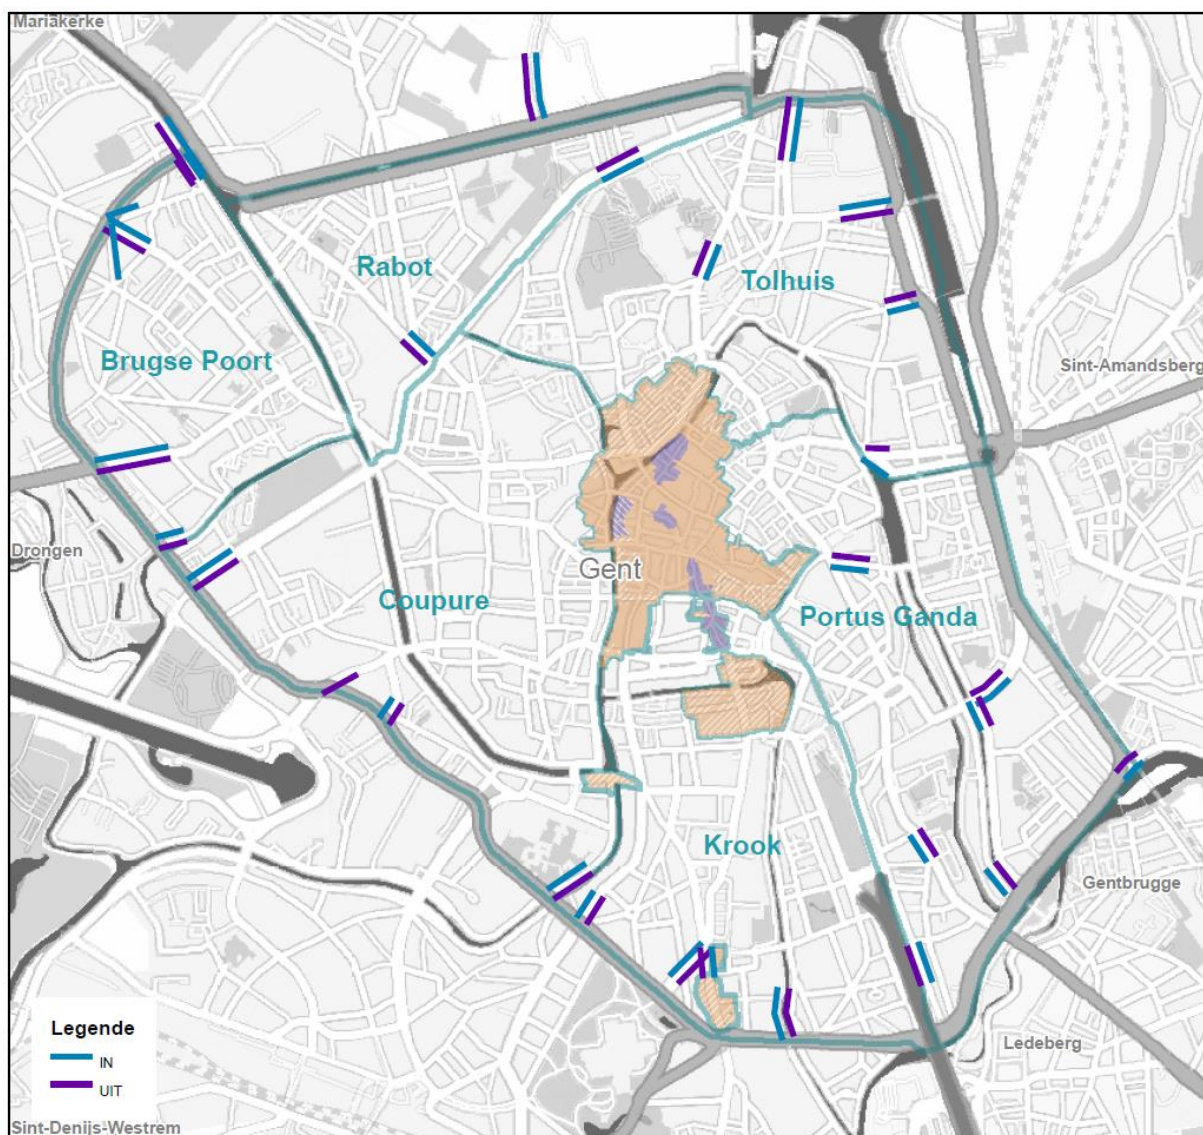 Mariakerke
Rabot
Tolhuis
Brugse Poort
Sint-Amandsberg
Drongen
Gent
Coupure
Portus Ganda
Krook
Gentbrugge
Legende
IN
UIT
Ledeberg
Sint-Denijs-Westrem